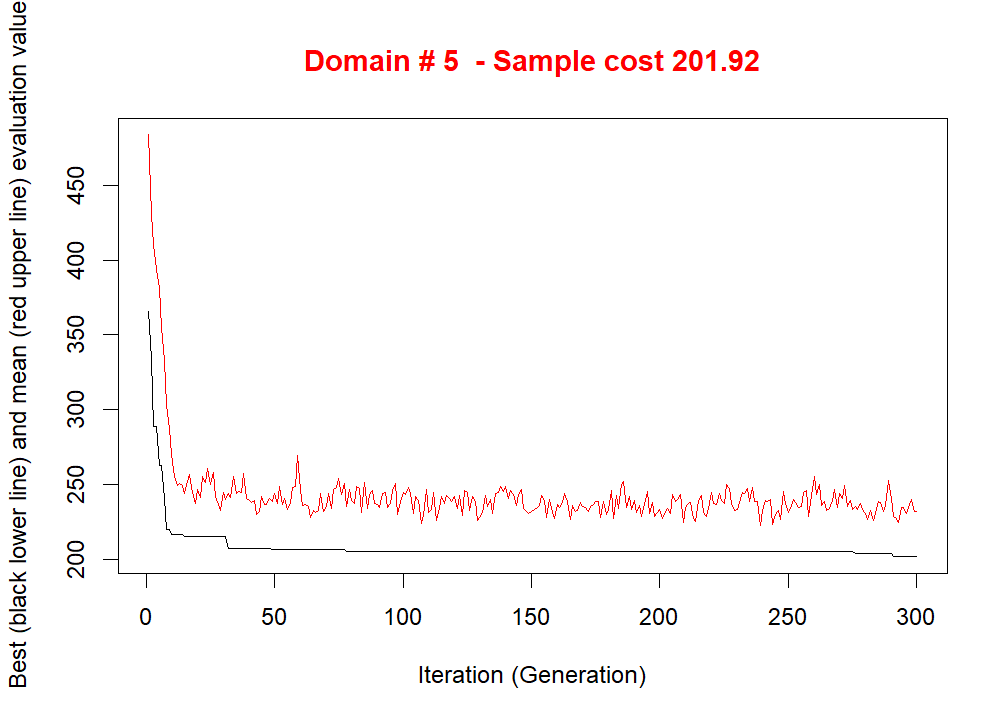 Domain # 5  - Sample cost 201.92
Best (black lower line) and mean (red upper line) evaluation value
450
400
350
300
250
200
0 50 100 150 200 250 300
Iteration (Generation)